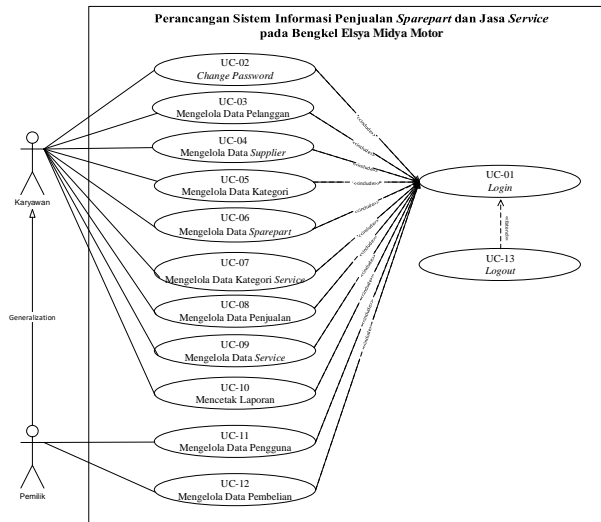 Perancangan Sistem Informasi Penjualan Sparepart dan Jasa Service
pada Bengkel Elsya Midya Motor
UC-02
Change Password
UC-03
Mengelola Data Pelanggan
UC-04
Mengelola Data Supplier
UC-05
Mengelola Data Kategori
UC-06
Mengelola Data Sparepart
UC-07
Mengelola Data Kategori Service
UC-08
Mengelola Data Penjualan
UC-09
Mengelola Data Service
UC-10
Mencetak Laporan
UC-11
Mengelola Data Pengguna
UC-12
Mengelola Data Pembelian
UC-01
Login
UC-13
Logout
Karyawan
Generalization
Pemilik